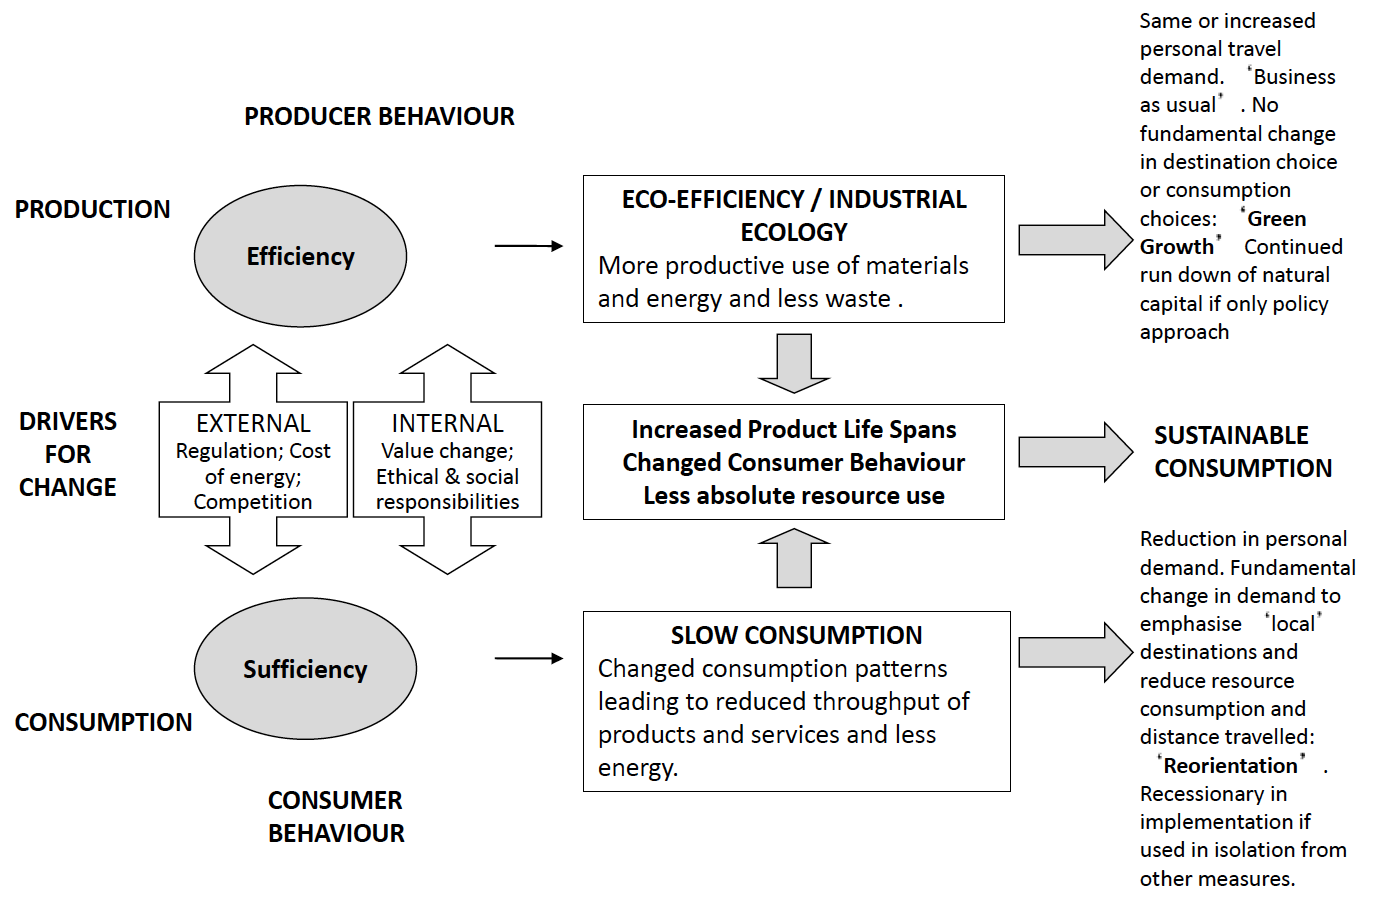 PRODUCER BEHAVIOUR
PRODUCTION
Efficiency
ECO-EFFICIENCY / INDUSTRIAL
ECOLOGY
More productive use of materials
and energy and less waste .
Same or increased
personal travel
demand. ‘Business
as usual’ . No
fundamental change
in destination choice
or consumption
choices: ‘Green
Growth’ Continued
run down of natural
capital if only policy
approach
DRIVERS
FOR
CHANGE
EXTERNAL
Regulation; Cost
of energy;
Competition
INTERNAL
Value change;
Ethical & social
responsibilities
Increased Product Life Spans
Changed Consumer Behaviour
Less absolute resource use
SUSTAINABLE
CONSUMPTION
Sufficiency
CONSUMPTION
CONSUMER
BEHAVIOUR
SLOW CONSUMPTION
Changed consumption patterns
leading to reduced throughput of
products and services and less
energy.
Reduction in personal
demand. Fundamental
change in demand to
emphasise ‘local’
destinations and
reduce resource
consumption and
distance travelled:
‘Reorientation’ .
Recessionary in
implementation if
used in isolation from
other measures.